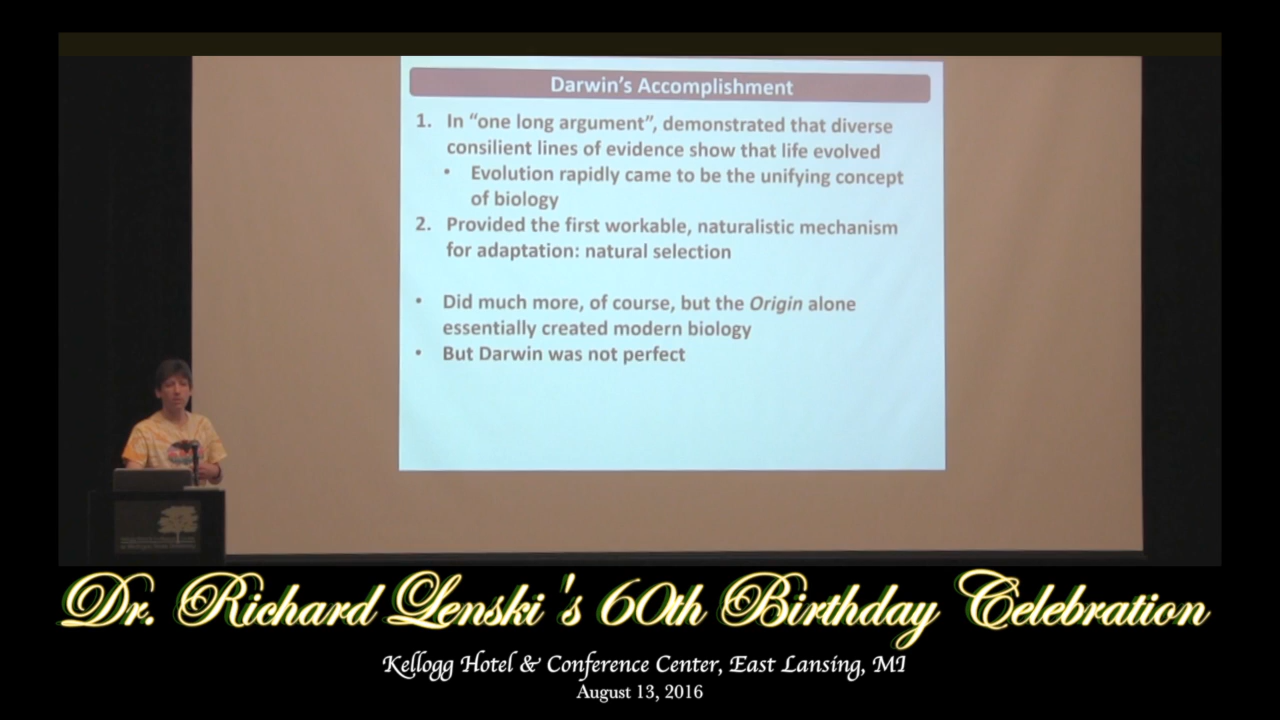 Darwin's Accomplishment
1. In “one long argument”, demonstrated that diverse
consilient lines of evidence show that life evolved
• Evolution rapidly came to be the unifying concept
of biology
2. Provided the first workable, naturalistic mechanism
for adaptation: natural selection
• Did much more, of course, but the Origin alone
essentially created modern biology
• But Darwin was not perfect
Dr. Richard Lenski's 60th Birthday Celebration
Kellogg Hotel & Conference Center, East Lansing, MI
August 13, 2016